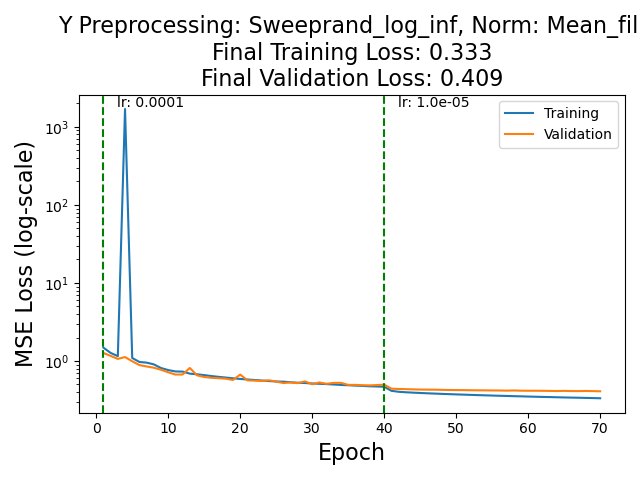 Y Preprocessing: Sweeprand_log_inf, Norm: Mean_fil
Final Training Loss: 0.333
Final Validation Loss: 0.409
lr: 0.0001
lr: 1.0e-05
Training
Validation
MSE Loss (log-scale)
10³
10²
10¹
10⁰
0 10 20 30 40 50 60 70
Epoch